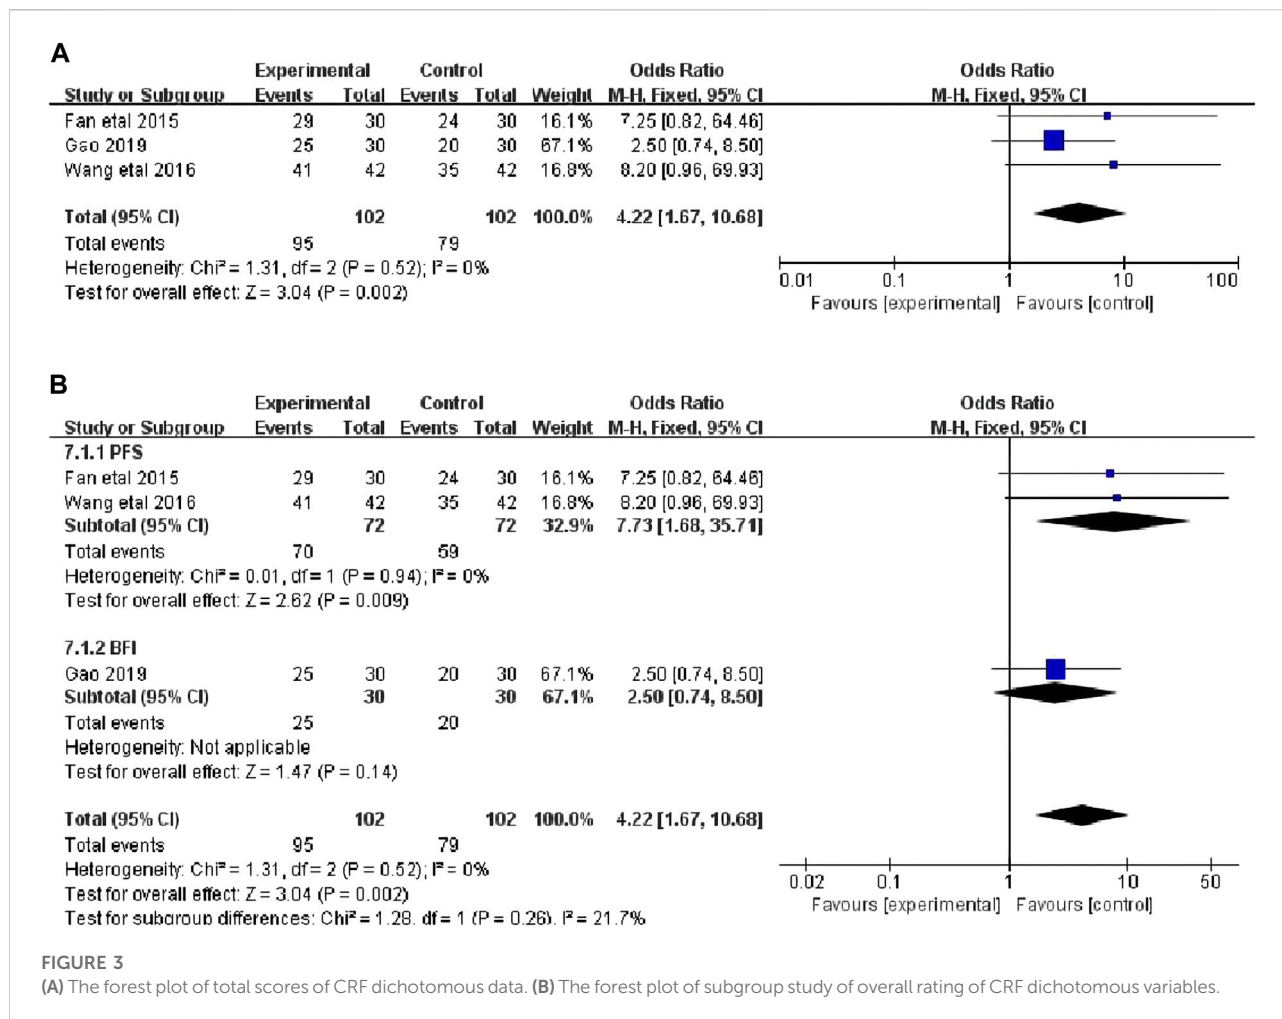 A
Experimental Control Odds Ratio Odds Ratio
Study or Subgroup Events Total Events Total Weight M-H, Fixed, 95% CI M-H, Fixed, 95% CI
Fan etal 2015 29 30 24 30 16.1% 7.25 [0.82, 64.46]
Gao 2019 25 30 20 30 67.1% 2.50 [0.74, 8.50]
Wang etal 2016 41 42 35 42 16.8% 8.20 [0.96, 69.93]
Total (95% CI) 102 102 100.0% 4.22 [1.67, 10.68]
Total events 95 79
Heterogeneity: Chi² = 1.31, df = 2 (P = 0.52); I² = 0%
Test for overall effect: Z = 3.04 (P = 0.002)
0.01 0.1 1 10 100
Favours [experimental] Favours [control]
B
Experimental Control Odds Ratio Odds Ratio
Study or Subgroup Events Total Events Total Weight M-H, Fixed, 95% CI M-H, Fixed, 95% CI
7.1.1 PFS
Fan etal 2015 29 30 24 30 16.1% 7.25 [0.82, 64.46]
Wang etal 2016 41 42 35 42 16.8% 8.20 [0.96, 69.93]
Subtotal (95% CI) 72 72 32.9% 7.73 [1.68, 35.71]
Total events 70 59
Heterogeneity: Chi² = 0.01, df = 1 (P = 0.94); I² = 0%
Test for overall effect: Z = 2.62 (P = 0.009)
7.1.2 BFI
Gao 2019 25 30 20 30 67.1% 2.50 [0.74, 8.50]
Subtotal (95% CI) 30 30 67.1% 2.50 [0.74, 8.50]
Total events 25 20
Heterogeneity: Not applicable
Test for overall effect: Z = 1.47 (P = 0.14)
Total (95% CI) 102 102 100.0% 4.22 [1.67, 10.68]
Total events 95 79
Heterogeneity: Chi² = 1.31, df = 2 (P = 0.52); I² = 0%
Test for overall effect: Z = 3.04 (P = 0.002)
Test for subgroup differences: Chi² = 1.28. df = 1 (P = 0.26). I² = 21.7%
0.02 0.1 1 10 50
Favours [experimental] Favours [control]
FIGURE 3
(A) The forest plot of total scores of CRF dichotomous data. (B) The forest plot of subgroup study of overall rating of CRF dichotomous variables.